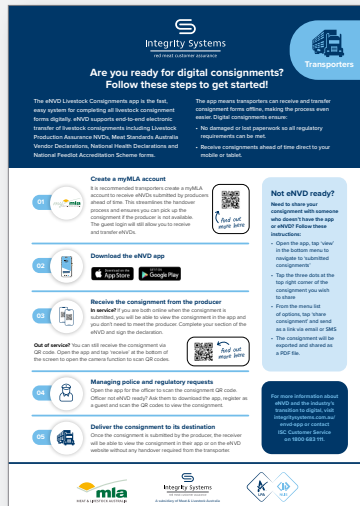 Integrity Systems
red meat customer assurance
Transporters
Are you ready for digital consignments?
Follow these steps to get started!
The eNVD Livestock Consignments app is the fast,
easy system for completing all livestock consignment
forms digitally. eNVD supports end-to-end electronic
transfer of livestock consignments including Livestock
Production Assurance NVDs, Meat Standards Australia
Vendor Declarations, National Health Declarations and
National Feedlot Accreditation Scheme forms.
The app means transporters can receive and transfer
consignment forms offline, making the process even
easier. Digital consignments ensure:
• No damaged or lost paperwork so all regulatory
requirements can be met.
• Receive consignments ahead of time direct to your
mobile or tablet.
01
mla
Create a myMLA account
It is recommended transporters create a myMLA
account to receive eNVDs submitted by producers
ahead of time. This streamlines the handover
process and ensures you can pick up the
consignment if the producer is not available.
The guest login will still allow you to receive
and transfer eNVDs.
find out
more here
02
Download the eNVD app
App Store
Google Play
03
Receive the consignment from the producer
In service? If you are both online when the consignment is
submitted, you will be able to view the consignment in the app and
you don't need to meet the producer. Complete your section of the
eNVD and sign the declaration.
Out of service? You can still receive the consignment via
QR code. Open the app and tap 'receive' at the bottom of
the screen to open the camera function to scan QR codes.
find out
more here
04
Managing police and regulatory requests
Open the app for the officer to scan the consignment QR code.
Officer not eNVD ready? Ask them to download the app, register as
a guest and scan the QR codes to view the consignment.
05
Deliver the consignment to its destination
Once the consignment is submitted by the producer, the receiver
will be able to view the consignment in their app or on the eNVD
website without any handover required from the transporter.
Not eNVD ready?
Need to share your
consignment with someone
who doesn't have the app
or eNVD? Follow these
instructions:
• Open the app, tap 'view'
in the bottom menu to
navigate to 'submitted
consignments'
• Tap the three dots at the
top right corner of the
consignment you wish
to share
• From the menu list
of options, tap 'share
consignment' and send
as a link via email or SMS
• The consignment will be
exported and shared as
a PDF file.
For more information about
eNVD and the industry's
transition to digital, visit
integritysystems.com.au/
envd-app or contact
ISC Customer Service
on 1800 683 111.
mla
MEAT & LIVESTOCK AUSTRALIA
Integrity Systems
red meat customer assurance
A subsidiary of Meat & Livestock Australia
LPA
NLIS